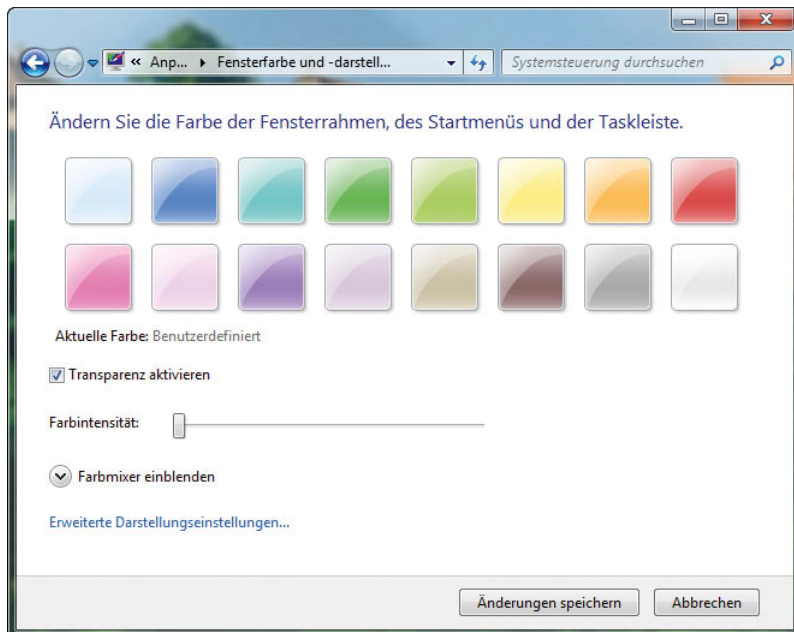 « Anp... Fensterfarbe und -darstell... Systemsteuerung durchsuchen
Ändern Sie die Farbe der Fensterrahmen, des Startmenüs und der Taskleiste.
Aktuelle Farbe: Benutzerdefiniert
Transparenz aktivieren
Farbintensität:
Farbmixer einblenden
Erweiterte Darstellungseinstellungen...
Änderungen speichern Abbrechen